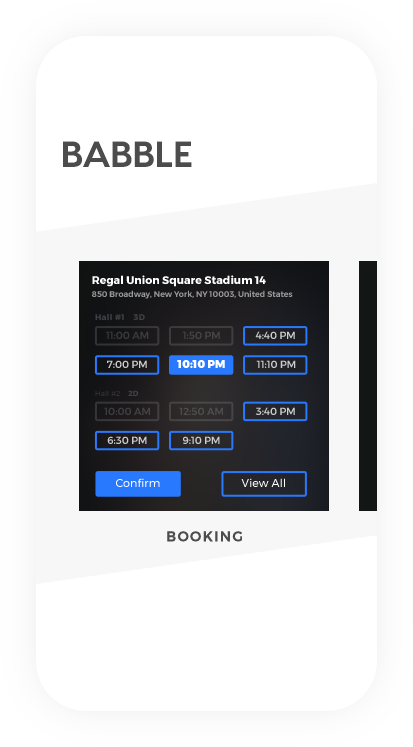 BABBLE
Regal Union Square Stadium 14
850 Broadway, New York, NY 10003, United States
Hall #1 3D
11:00 AM 1:50 PM 4:40 PM
7:00 PM 10:10 PM 11:10 PM
Hall #2 2D
10:00 AM 12:50 AM 3:40 PM
6:30 PM 9:10 PM
Confirm View All
BOOKING